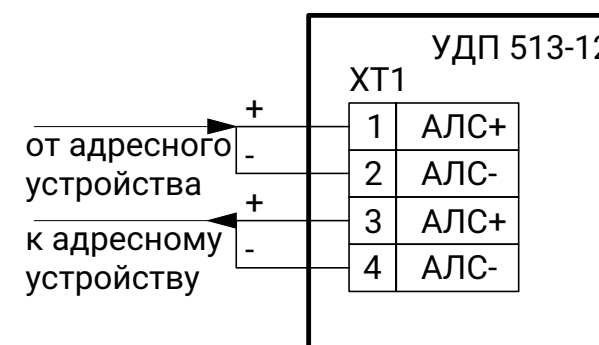 УДП 513-12
XT1
+
1 АЛС+
от адресного
-
устройства
2 АЛС-
+
3 АЛС+
к адресному
-
устройству
4 АЛС-